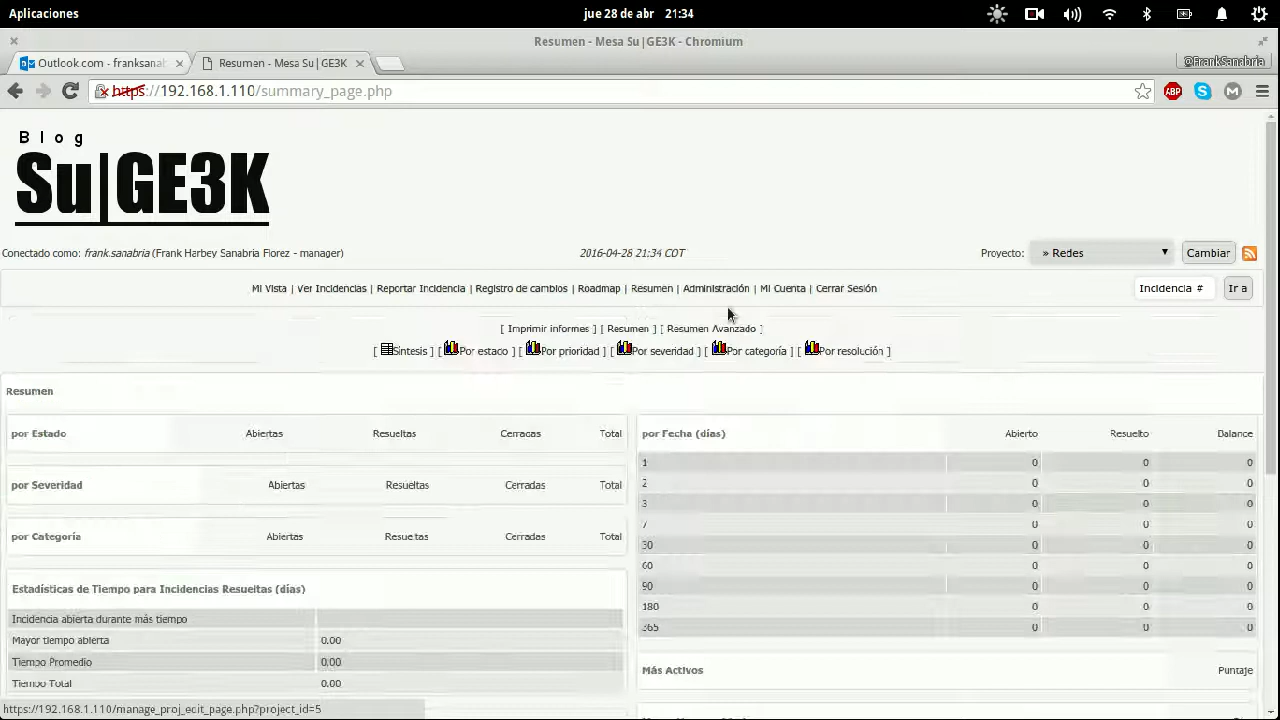 Aplicaciones jue 28 de abr 21:34
Resumen - Mesa Su|GE3K - Chromium
Outlook.com - franksanab Resumen - Mesa Su|GE3K @FrankSanabria
https://192.168.1.110/summary_page.php ABP
Blog
Su|GE3K
Conectado como: frank.sanabria (Frank Harbey Sanabria Florez - manager) 2016-04-28 21:34 COT Proyecto: » Redes Cambiar
Mi Vista | Ver Incidencias | Reportar Incidencia | Registro de cambios | Roadmap | Resumen | Administración | Mi Cuenta | Cerrar Sesión Incidencia # Ir a
[ Imprimir informes ] [ Resumen ] [ Resumen Avanzado ]
[ Síntesis ] [ Por estado ] [ Por prioridad ] [ Por severidad ] [ Por categoría ] [ Por resolución ]
Resumen
por Estado Abiertas Resueltas Cerradas Total
por Severidad Abiertas Resueltas Cerradas Total
por Categoría Abiertas Resueltas Cerradas Total
Estadísticas de Tiempo para Incidencias Resueltas (días)
Incidencia abierta durante más tiempo
Mayor tiempo abierta 0.00
Tiempo Promedio 0.00
Tiempo Total 0.00
por Fecha (días) Abierto Resuelto Balance
1 0 0 0
2 0 0 0
3 0 0 0
7 0 0 0
30 0 0 0
60 0 0 0
90 0 0 0
180 0 0 0
365 0 0 0
Más Activos Puntaje
https://192.168.1.110/manage_proj_edit_page.php?project_id=5